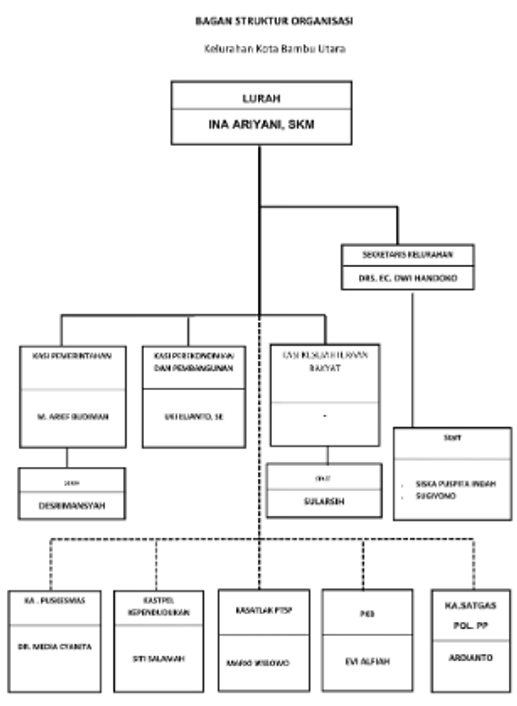 BAGAN STRUKTUR ORGANISASI
Kelurahan Kota Bambu Utara
LURAH
INA ARIYANI, SKM
SEKRETARIS KELURAHAN
DRS. EC. DWI HANDOKO
KASI PEMERINTAHAN
M. ARIEF BUDIMAN
KASI PEREKONOMIAN
DAN PEMBANGUNAN
UKI ELIANTO, SE
KASI KESEJAHTERAAN
RAKYAT
-
STAFF
DESRIMANSYAH
STAFF
SULARSIH
STAFF
. SISKA PUSPITA INDAH
. SUGIYONO
KA . PUSKESMAS
DR. MEDIA CYANITA
KASTPEL
KEPENDUDUKAN
SITI SALAMAH
KASATLAK PTSP
MARIO WIBOWO
PKB
EVI ALFIAH
KA.SATGAS
POL. PP
ARDIANTO